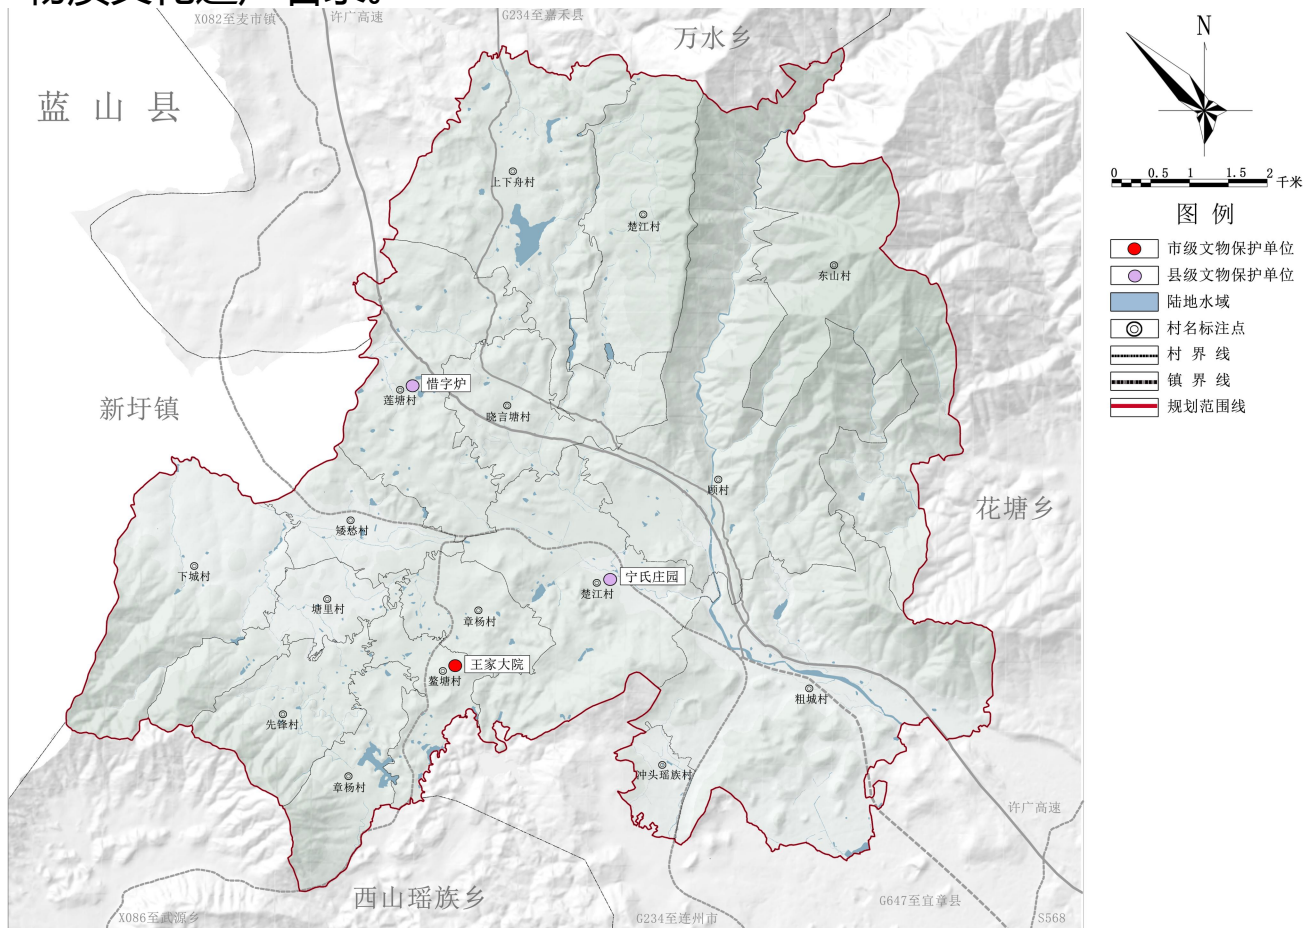 X082至麦市镇
许广高速
G234至嘉禾县
万水乡
蓝山县
上下舟村
楚江村
东山村
惜字炉
莲塘村
新圩镇
晓言塘村
顾村
花塘乡
矮愁村
下城村
宁氏庄园
楚江村
塘里村
章杨村
王家大院
鳌塘村
粗城村
先锋村
冲头瑶族村
章杨村
许广高速
西山瑶族乡
X086至武源乡
G234至连州市
G647至宜章县
S568
N
0 0.5 1 1.5 2 千米
图 例
市级文物保护单位
县级文物保护单位
陆地水域
村名标注点
村 界 线
镇 界 线
规划范围线